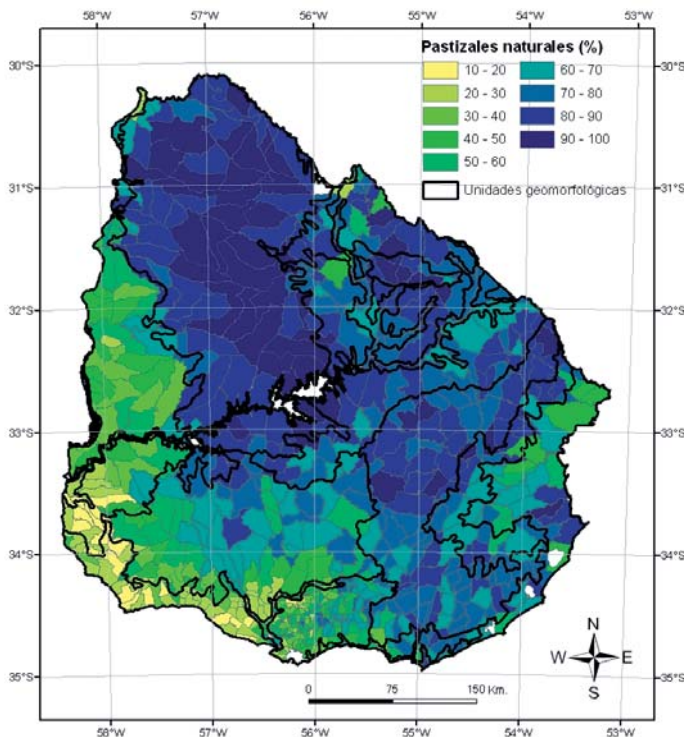 58°W 57°W 56°W 55°W 54°W 53°W
Pastizales naturales (%)
10 - 20
20 - 30
30 - 40
40 - 50
50 - 60
60 - 70
70 - 80
80 - 90
90 - 100
Unidades geomorfológicas
30°S 30°S
31°S 31°S
32°S 32°S
33°S 33°S
34°S 34°S
35°S 35°S
N
W E
S
0 75 150 Km.
58°W 57°W 56°W 55°W 54°W 53°W